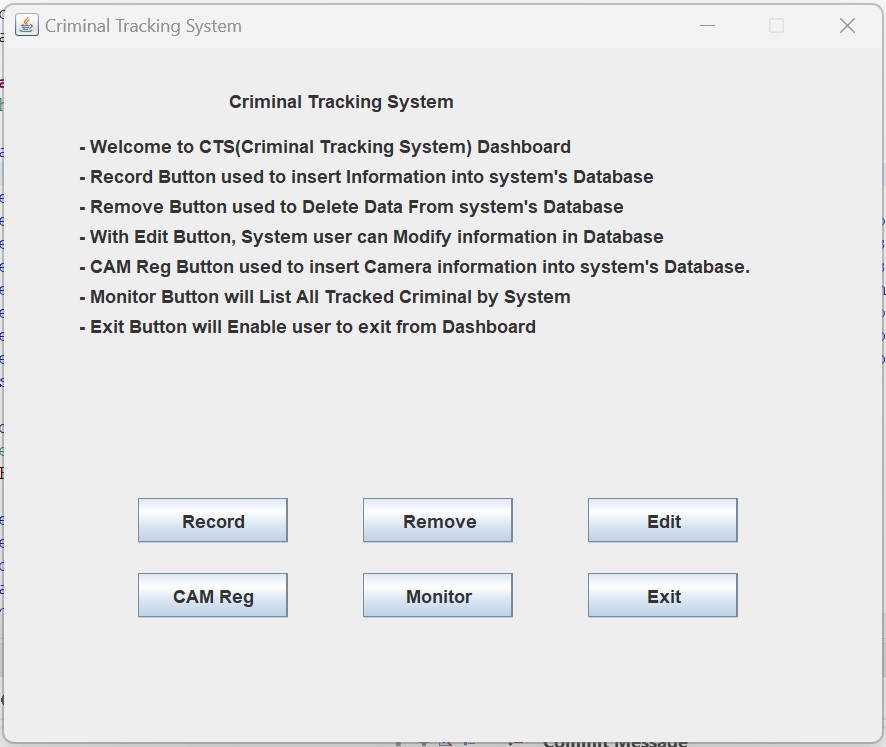 Criminal Tracking System
Criminal Tracking System
- Welcome to CTS(Criminal Tracking System) Dashboard
- Record Button used to insert Information into system's Database
- Remove Button used to Delete Data From system's Database
- With Edit Button, System user can Modify information in Database
- CAM Reg Button used to insert Camera information into system's Database.
- Monitor Button will List All Tracked Criminal by System
- Exit Button will Enable user to exit from Dashboard
Record Remove Edit
CAM Reg Monitor Exit
Commit Message